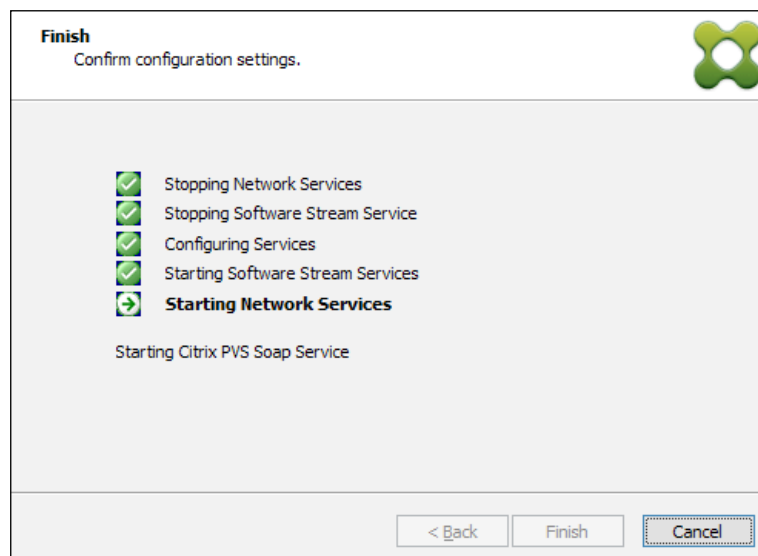 Finish
Confirm configuration settings.
Stopping Network Services
Stopping Software Stream Service
Configuring Services
Starting Software Stream Services
Starting Network Services
Starting Citrix PVS Soap Service
< Back
Finish
Cancel